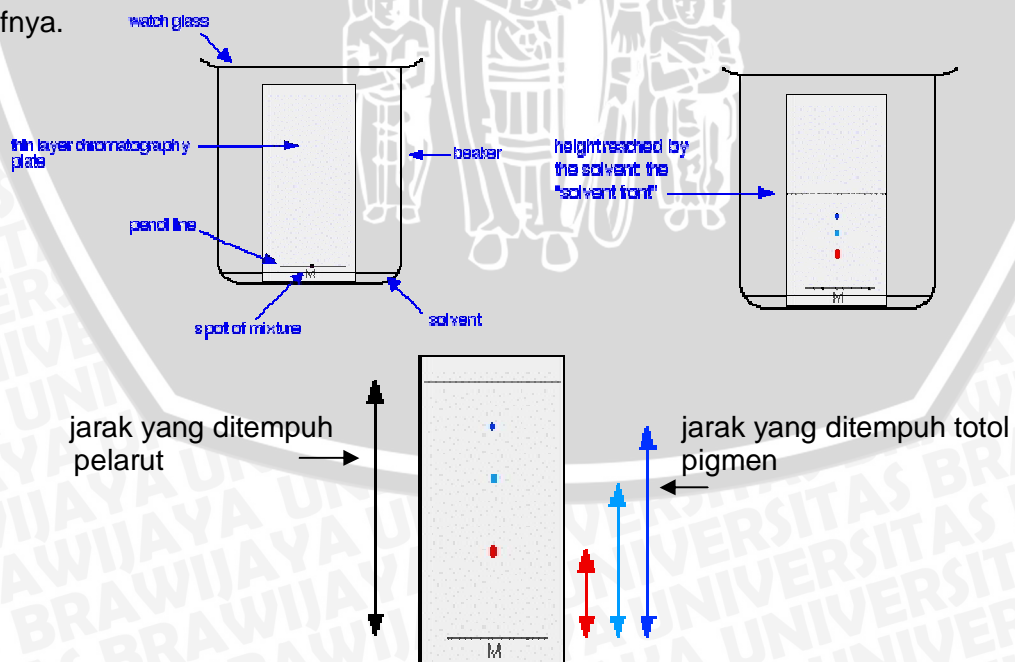 fnya.
watch glass
thin layer chromatography
plate
beaker
pencil line
M
spot of mixture
solvent
height reached by
the solvent: the
"solvent front"
M
jarak yang ditempuh
pelarut
jarak yang ditempuh totol
pigmen
M